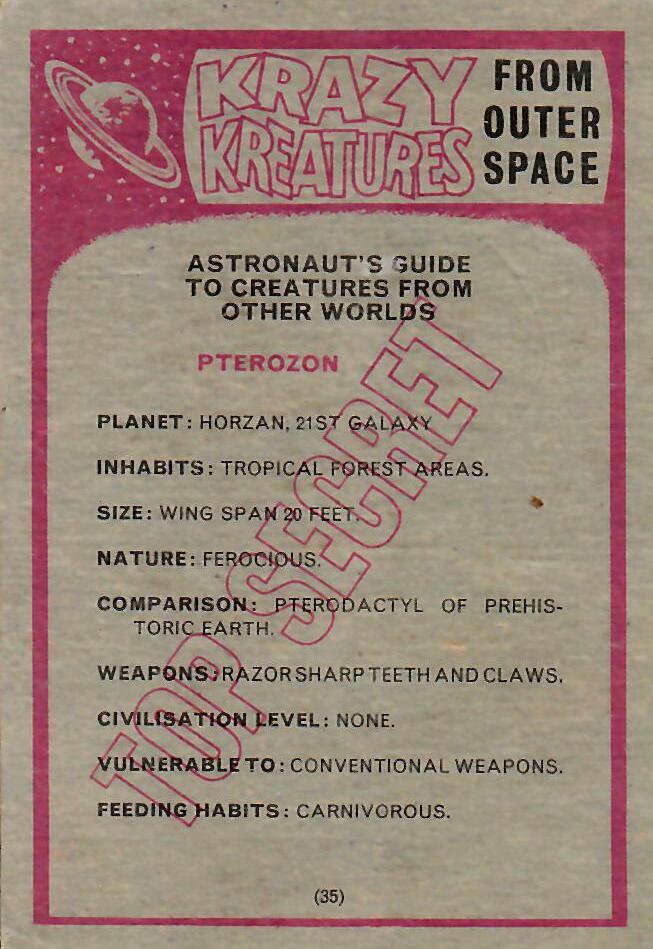 KRAZY
KREATURES
FROM
OUTER
SPACE
ASTRONAUT'S GUIDE
TO CREATURES FROM
OTHER WORLDS
PTEROZON
PLANET: HORZAN, 21ST GALAXY
INHABITS: TROPICAL FOREST AREAS.
SIZE: WING SPAN 20 FEET.
NATURE: FEROCIOUS.
COMPARISON: PTERODACTYL OF PREHIS-
TORIC EARTH.
WEAPONS: RAZOR SHARP TEETH AND CLAWS.
CIVILISATION LEVEL: NONE.
VULNERABLE TO: CONVENTIONAL WEAPONS.
FEEDING HABITS: CARNIVOROUS.
TOP SECRET
(35)